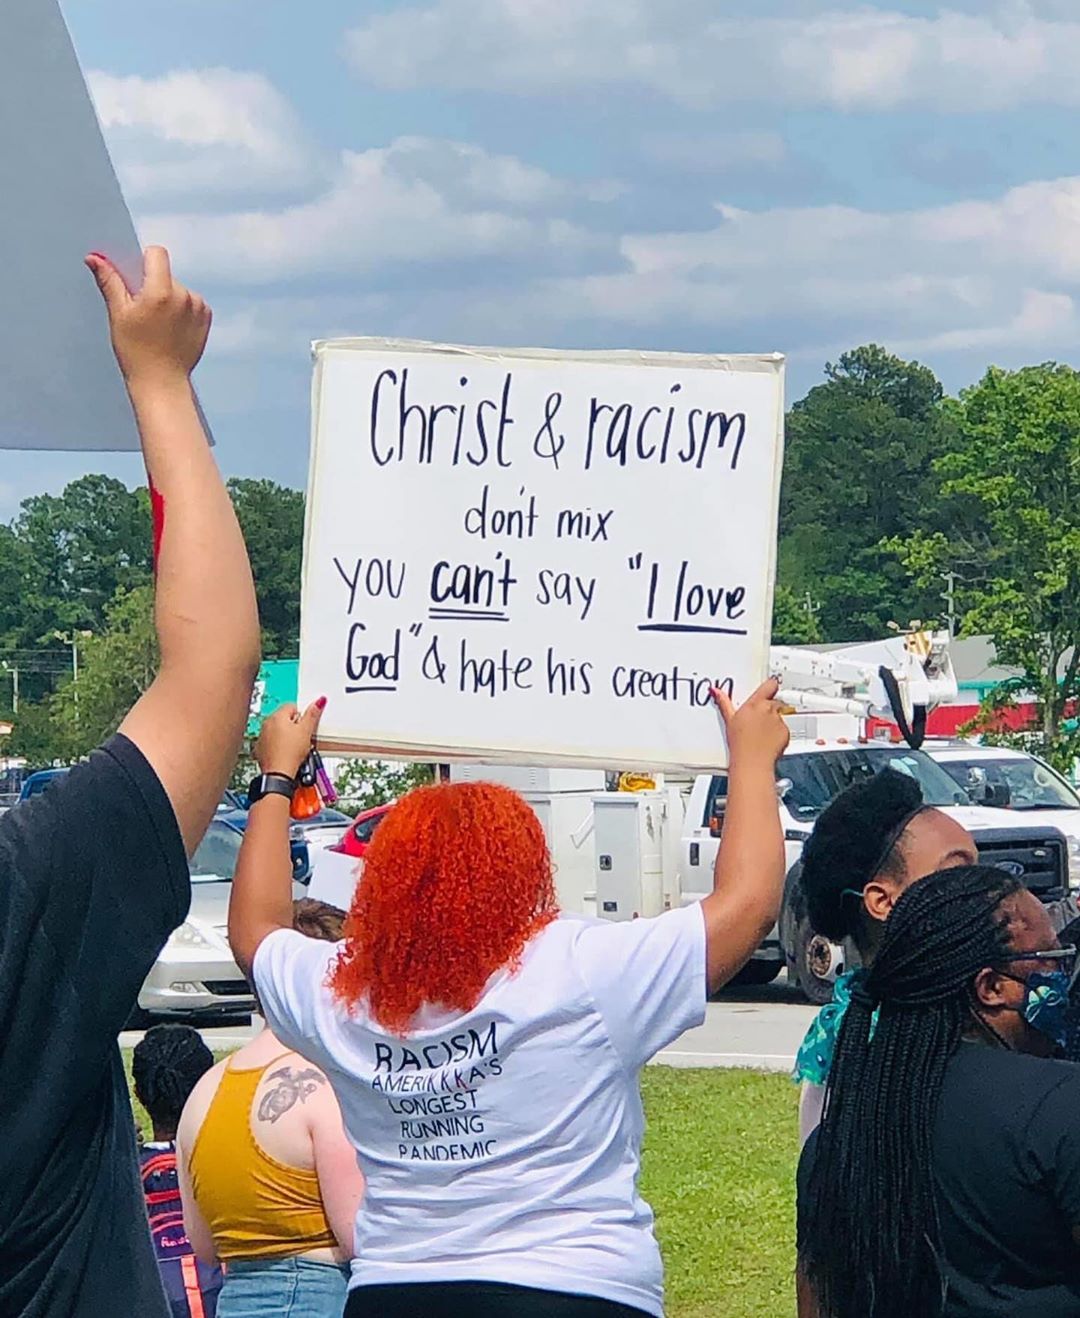 Christ & racism
don't mix
you can't say "I love
God" & hate his creation
RACISM
AMERIKKKA'S
LONGEST
RUNNING
PANDEMIC